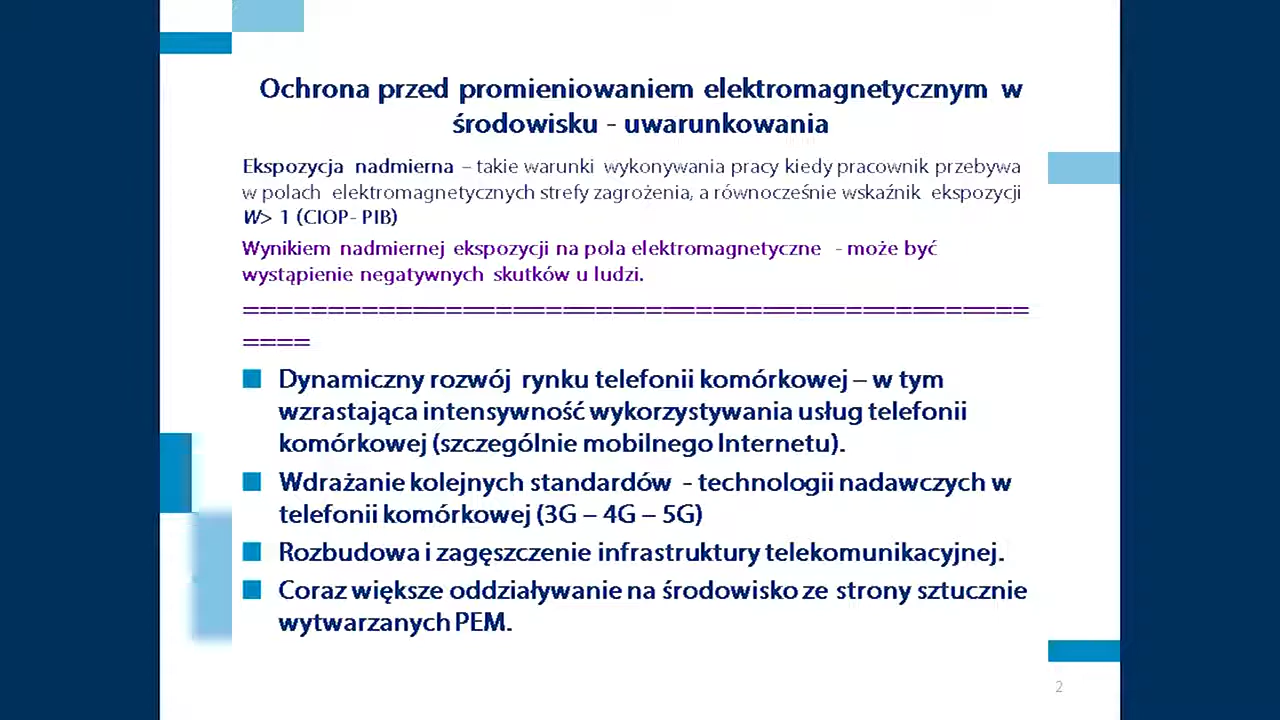 Ochrona przed promieniowaniem elektromagnetycznym w
środowisku - uwarunkowania
Ekspozycja nadmierna – takie warunki wykonywania pracy kiedy pracownik przebywa
w polach elektromagnetycznych strefy zagrożenia, a równocześnie wskaźnik ekspozycji
W> 1 (CIOP- PIB)
Wynikiem nadmiernej ekspozycji na pola elektromagnetyczne - może być
wystąpienie negatywnych skutków u ludzi.
===============================================
====
Dynamiczny rozwój rynku telefonii komórkowej – w tym
wzrastająca intensywność wykorzystywania usług telefonii
komórkowej (szczególnie mobilnego Internetu).
Wdrażanie kolejnych standardów - technologii nadawczych w
telefonii komórkowej (3G – 4G – 5G)
Rozbudowa i zagęszczenie infrastruktury telekomunikacyjnej.
Coraz większe oddziaływanie na środowisko ze strony sztucznie
wytwarzanych PEM.
2